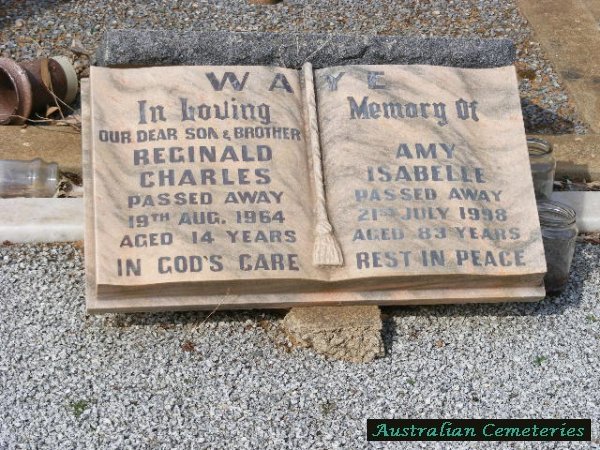 WAYE
In Loving Memory Of
OUR DEAR SON & BROTHER
REGINALD
CHARLES
PASSED AWAY
19TH AUG. 1964
AGED 14 YEARS
IN GOD'S CARE
AMY
ISABELLE
PASSED AWAY
21ST JULY 1998
AGED 83 YEARS
REST IN PEACE
Australian Cemeteries